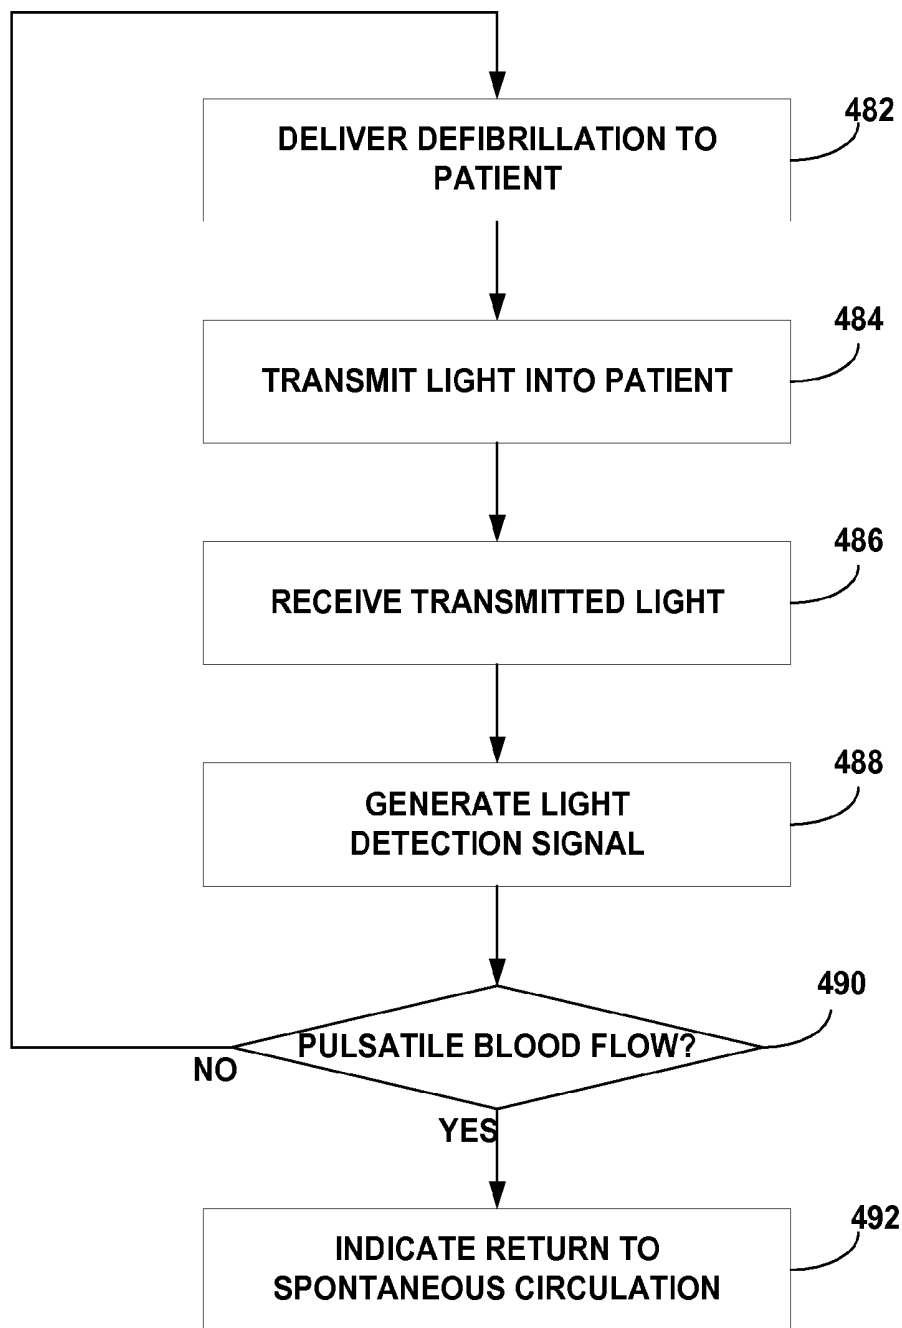 482
DELIVER DEFIBRILLATION TO
PATIENT
484
TRANSMIT LIGHT INTO PATIENT
486
RECEIVE TRANSMITTED LIGHT
488
GENERATE LIGHT
DETECTION SIGNAL
490
PULSATILE BLOOD FLOW?
NO
YES
492
INDICATE RETURN TO
SPONTANEOUS CIRCULATION